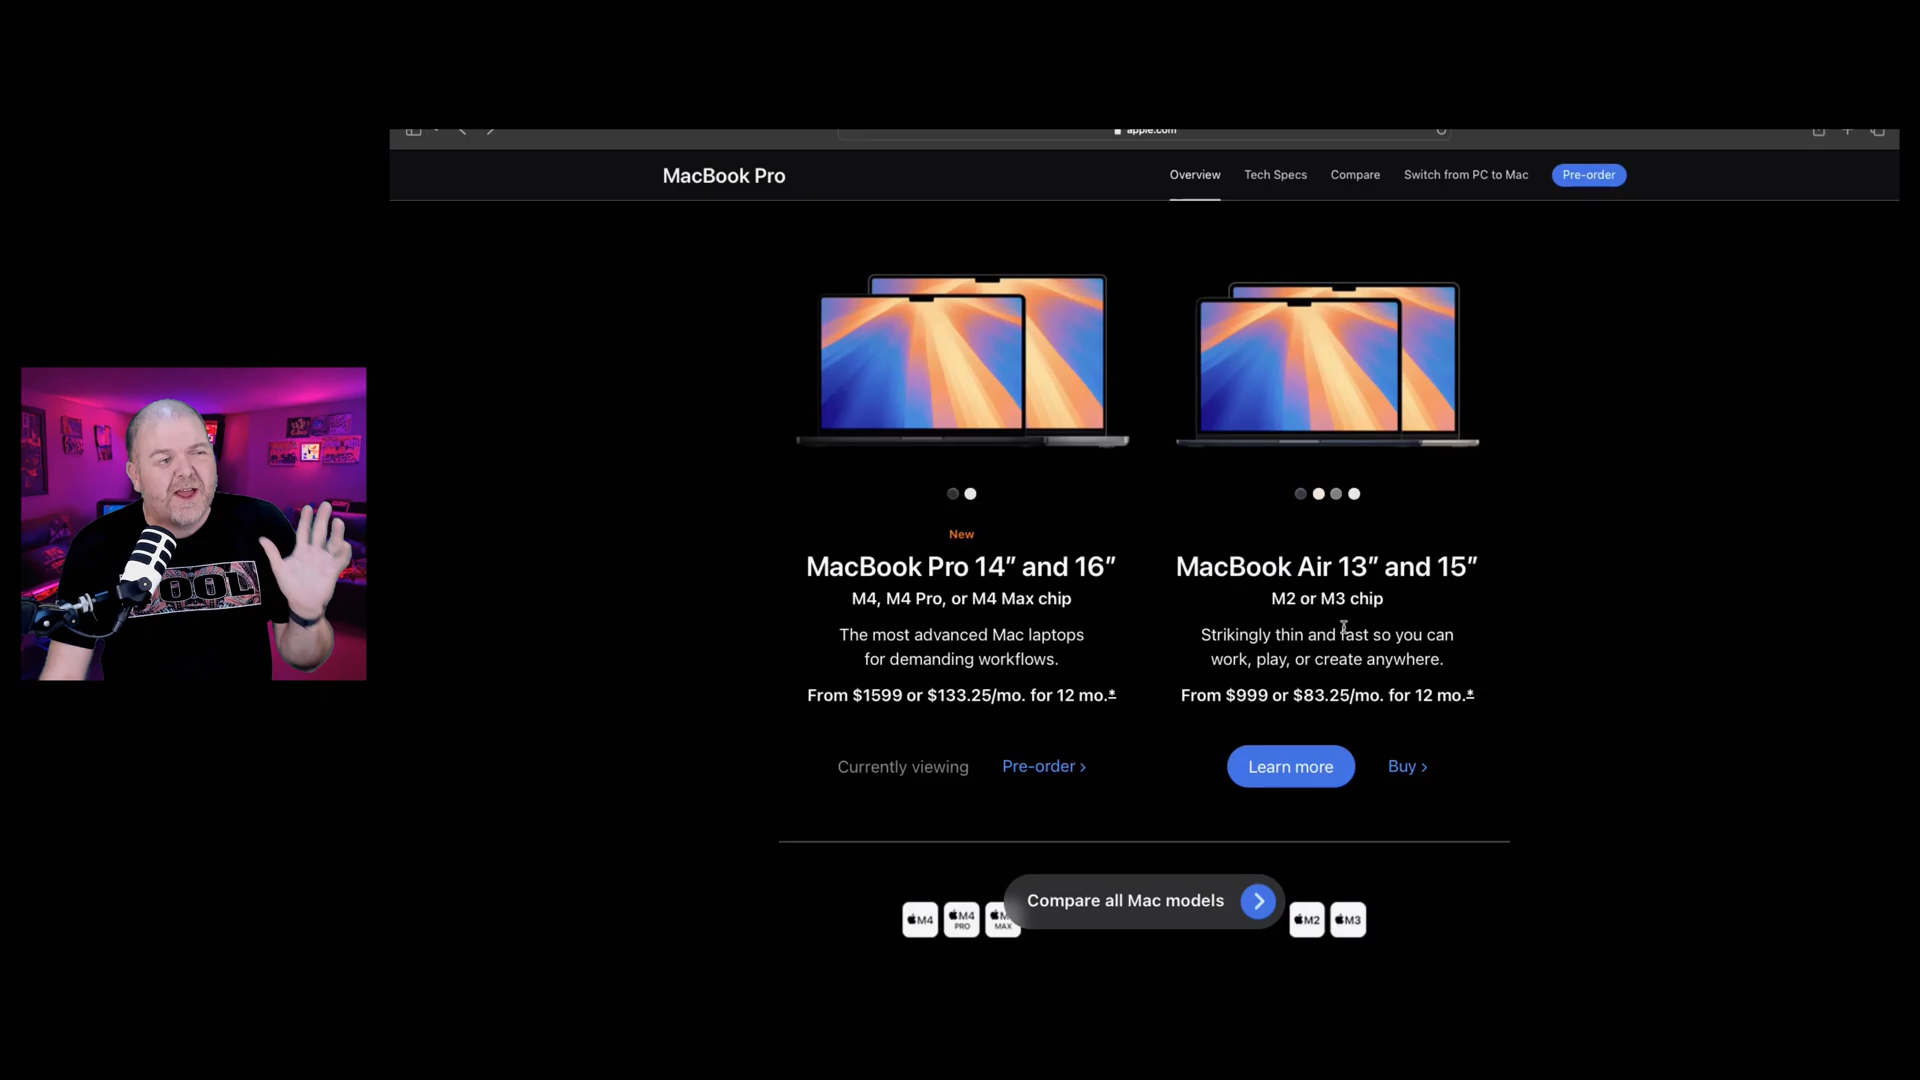 apple.com
MacBook Pro
Overview
Tech Specs
Compare
Switch from PC to Mac
Pre-order
New
MacBook Pro 14” and 16”
M4, M4 Pro, or M4 Max chip
The most advanced Mac laptops
for demanding workflows.
From $1599 or $133.25/mo. for 12 mo.*
Currently viewing
Pre-order >
MacBook Air 13” and 15”
M2 or M3 chip
Strikingly thin and fast so you can
work, play, or create anywhere.
From $999 or $83.25/mo. for 12 mo.*
Learn more
Buy >
Compare all Mac models
M4
M4
PRO
MAX
M2
M3
TOOL